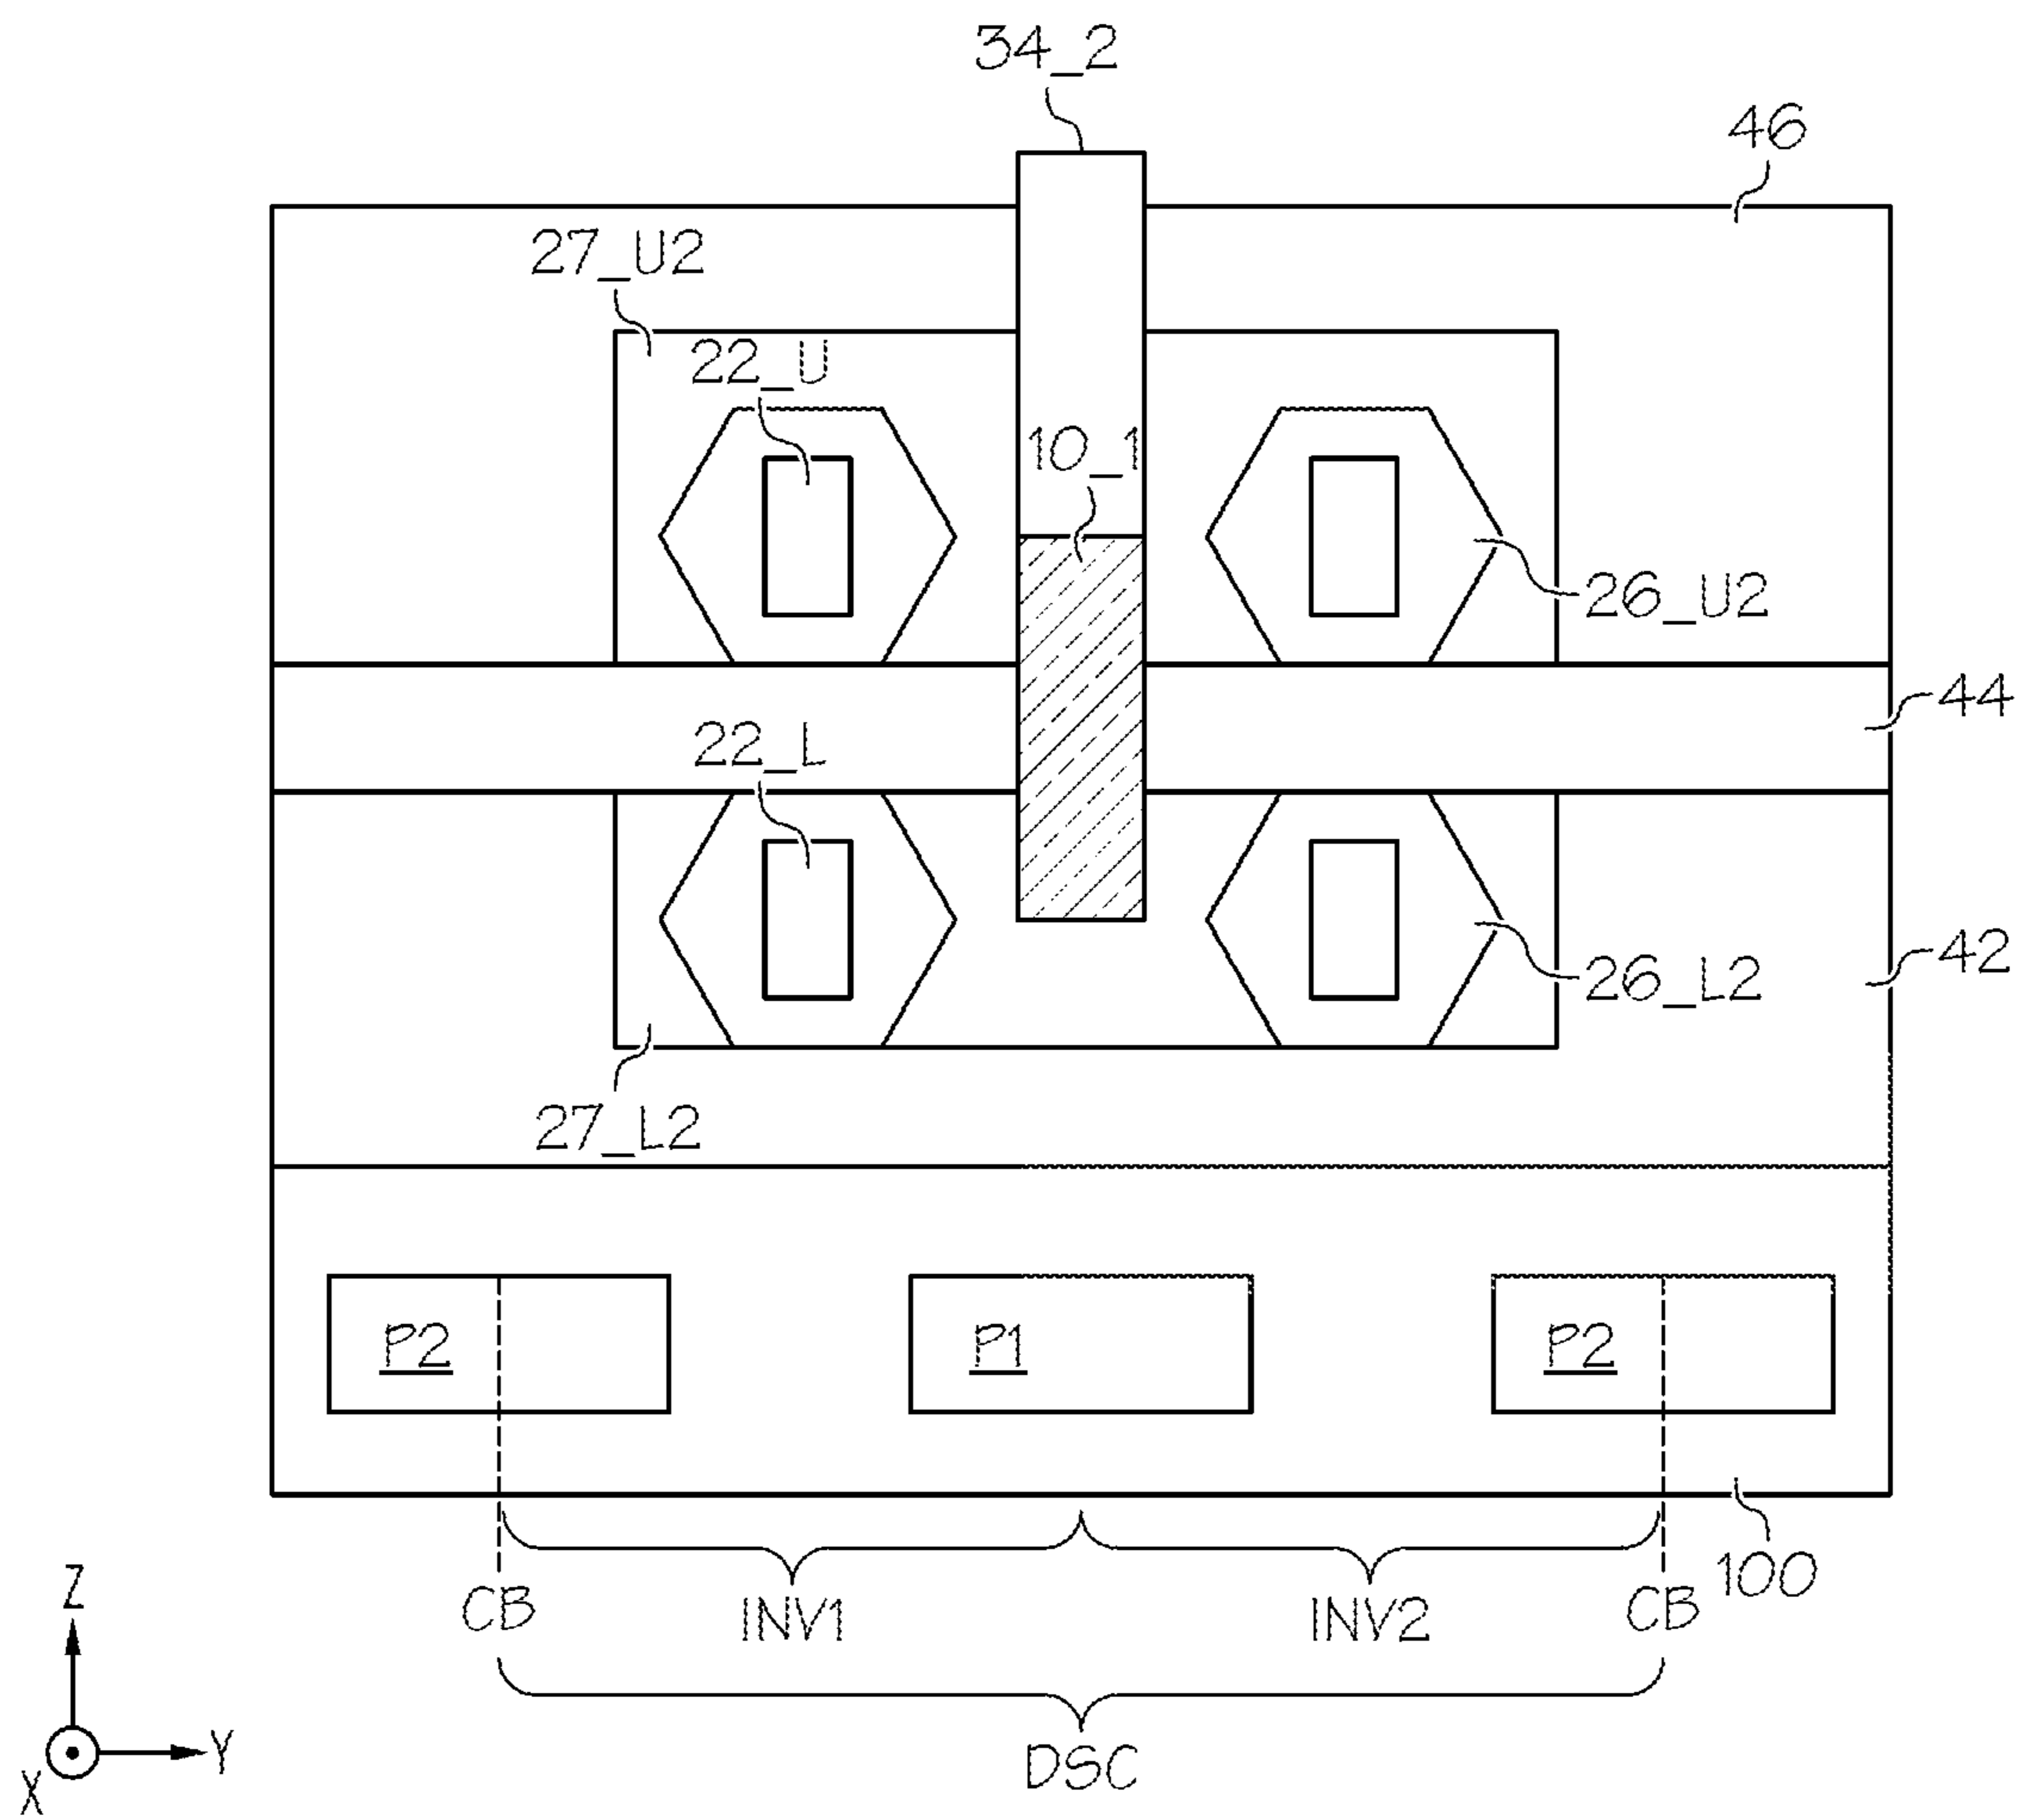 34_2
46
27_U2
22_U
10_1
26_U2
44
22_L
42
26_L2
27_L2
P2
P1
P2
100
CB
INV1
INV2
CB
DSC
Z
Y
X